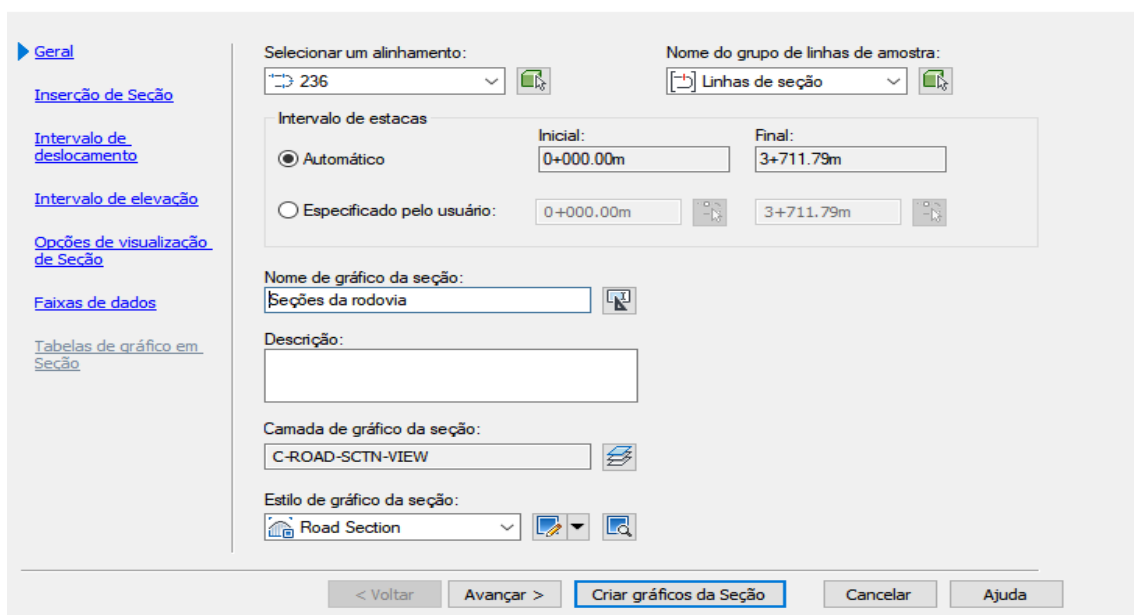 Geral
Inserção de Seção
Intervalo de
deslocamento
Intervalo de elevação
Opções de visualização
de Seção
Faixas de dados
Tabelas de gráfico em
Seção
Selecionar um alinhamento:
236
Nome do grupo de linhas de amostra:
Linhas de seção
Intervalo de estacas
Inicial:
Final:
Automático
0+000.00m
3+711.79m
Especificado pelo usuário:
0+000.00m
3+711.79m
Nome de gráfico da seção:
Seções da rodovia
Descrição:
Camada de gráfico da seção:
C-ROAD-SCTN-VIEW
Estilo de gráfico da seção:
Road Section
< Voltar
Avançar >
Criar gráficos da Seção
Cancelar
Ajuda